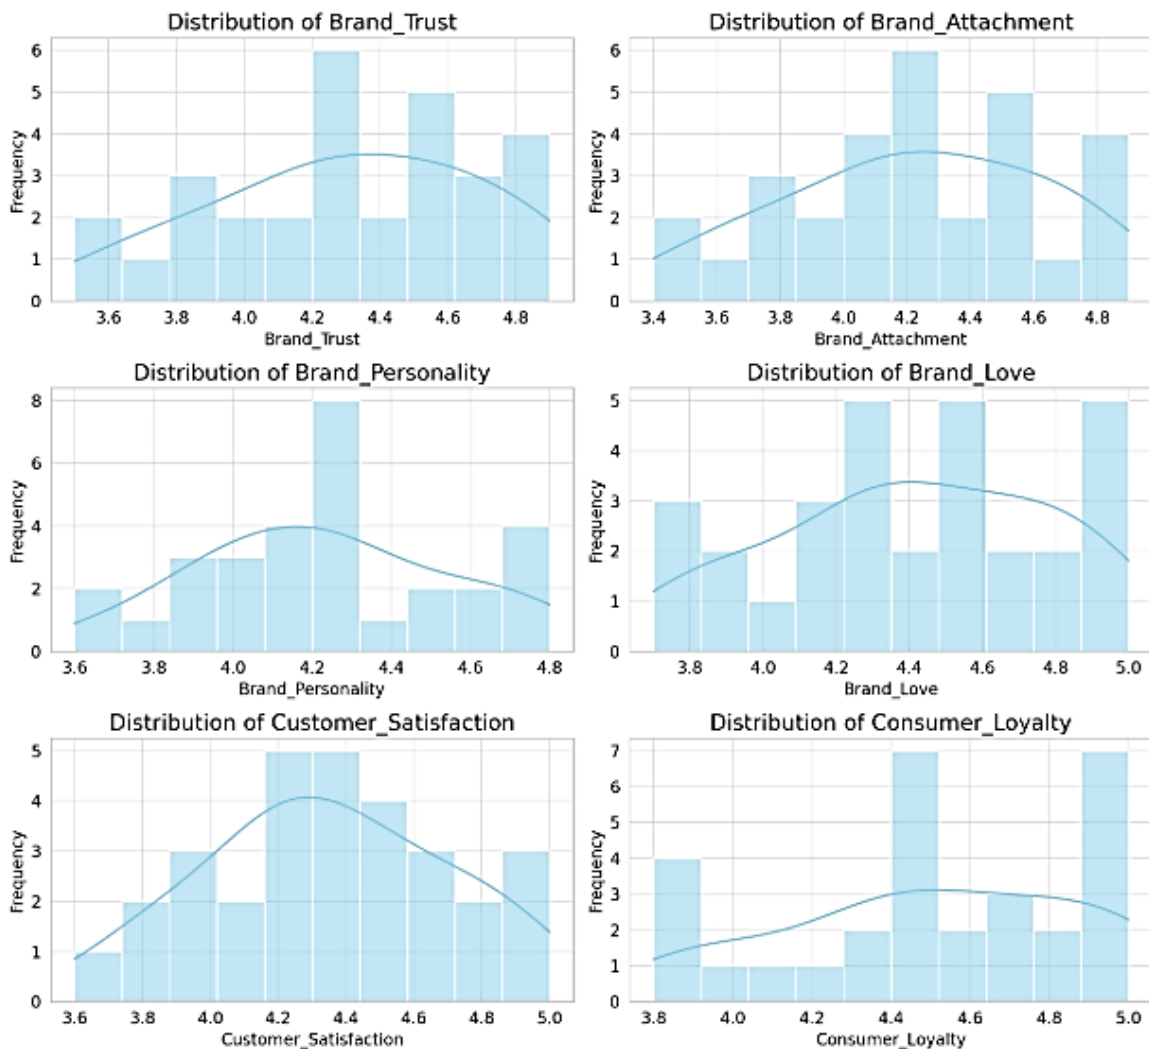 Distribution of Brand_Trust
6
5
4
3
2
1
0
Frequency
3.6 3.8 4.0 4.2 4.4 4.6 4.8
Brand_Trust
Distribution of Brand_Attachment
6
5
4
3
2
1
0
Frequency
3.4 3.6 3.8 4.0 4.2 4.4 4.6 4.8
Brand_Attachment
Distribution of Brand_Personality
8
6
4
2
0
Frequency
3.6 3.8 4.0 4.2 4.4 4.6 4.8
Brand_Personality
Distribution of Brand_Love
5
4
3
2
1
0
Frequency
3.8 4.0 4.2 4.4 4.6 4.8 5.0
Brand_Love
Distribution of Customer_Satisfaction
5
4
3
2
1
0
Frequency
3.6 3.8 4.0 4.2 4.4 4.6 4.8 5.0
Customer_Satisfaction
Distribution of Consumer_Loyalty
7
6
5
4
3
2
1
0
Frequency
3.8 4.0 4.2 4.4 4.6 4.8 5.0
Consumer_Loyalty